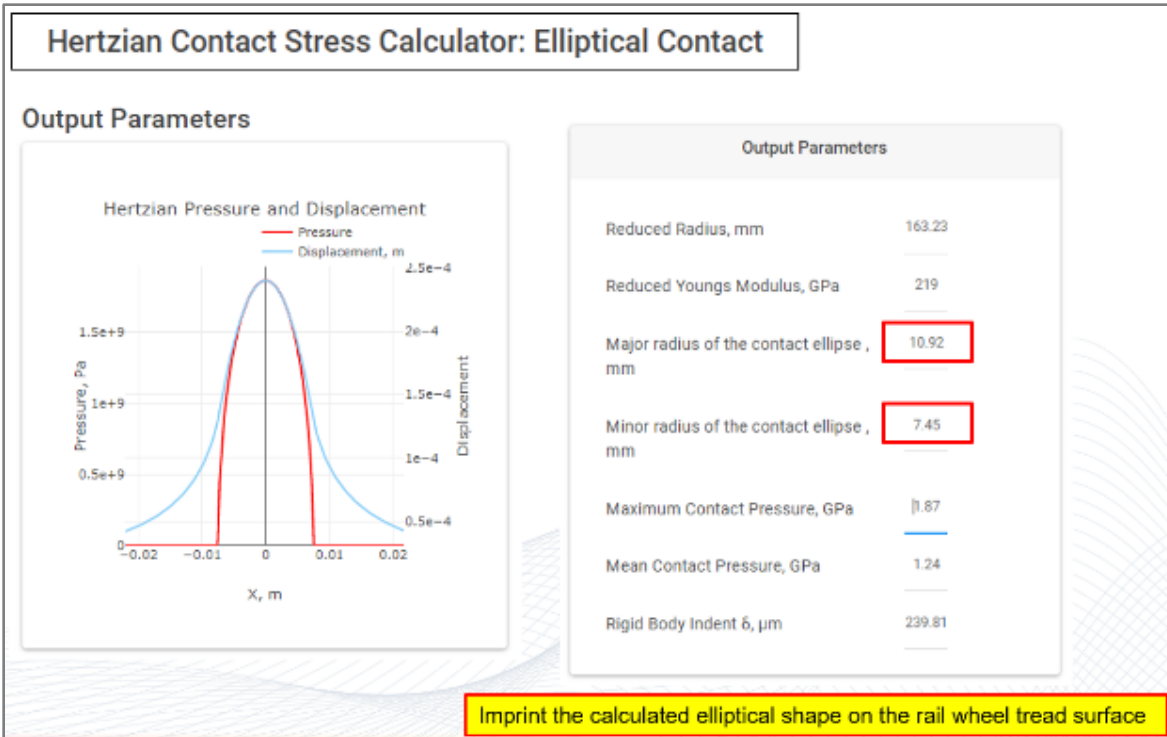 Hertzian Contact Stress Calculator: Elliptical Contact
Output Parameters
Hertzian Pressure and Displacement
Pressure
Displacement, m
2.5e−4
2e−4
1.5e−4
1e−4
0.5e−4
Displacement
1.5e+9
1e+9
0.5e+9
0
Pressure, Pa
−0.02
−0.01
0
0.01
0.02
X, m
Output Parameters
Reduced Radius, mm 163.23
Reduced Youngs Modulus, GPa 219
Major radius of the contact ellipse , 10.92
mm
Minor radius of the contact ellipse , 7.45
mm
Maximum Contact Pressure, GPa 1.87
Mean Contact Pressure, GPa 1.24
Rigid Body Indent δ, μm 239.81
Imprint the calculated elliptical shape on the rail wheel tread surface